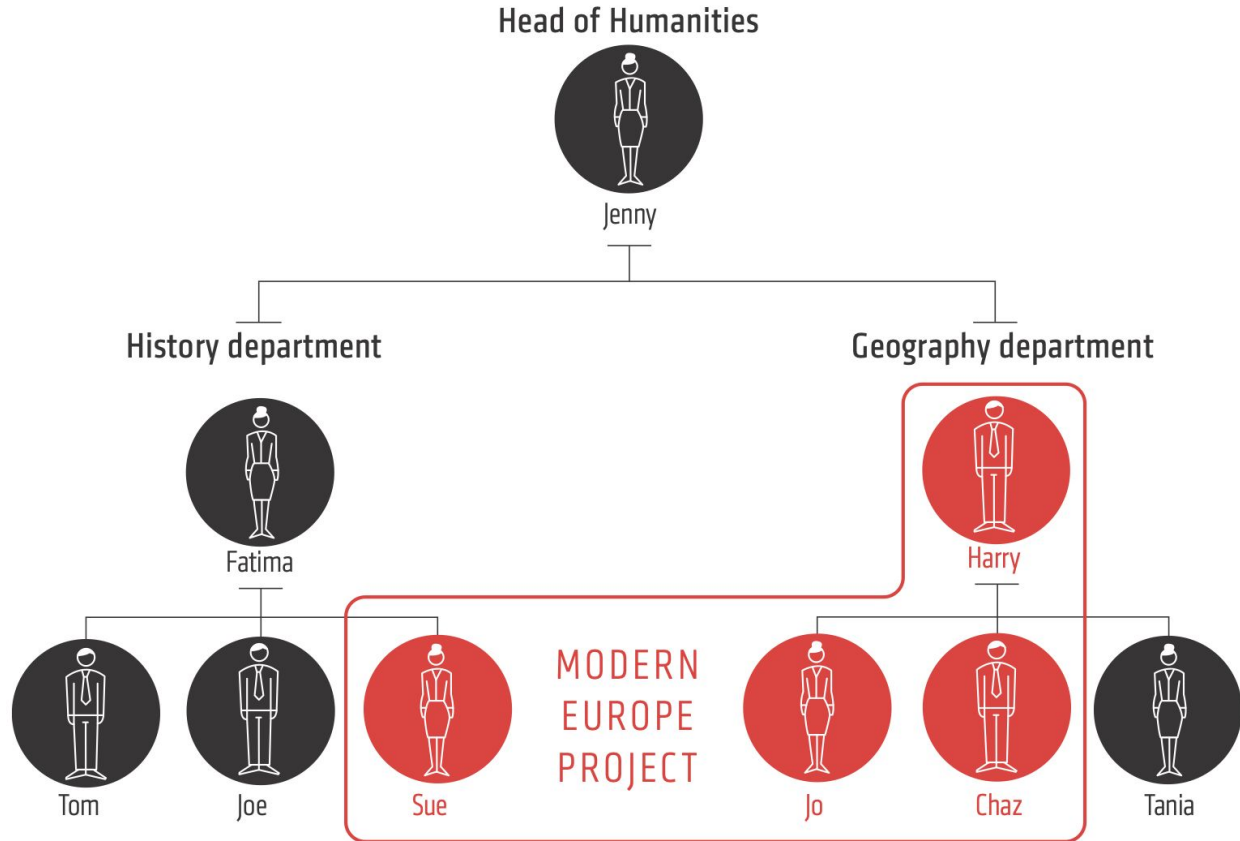 Head of Humanities
Jenny
History department
Geography department
Fatima
Harry
MODERN
EUROPE
PROJECT
Tom
Joe
Sue
Jo
Chaz
Tania